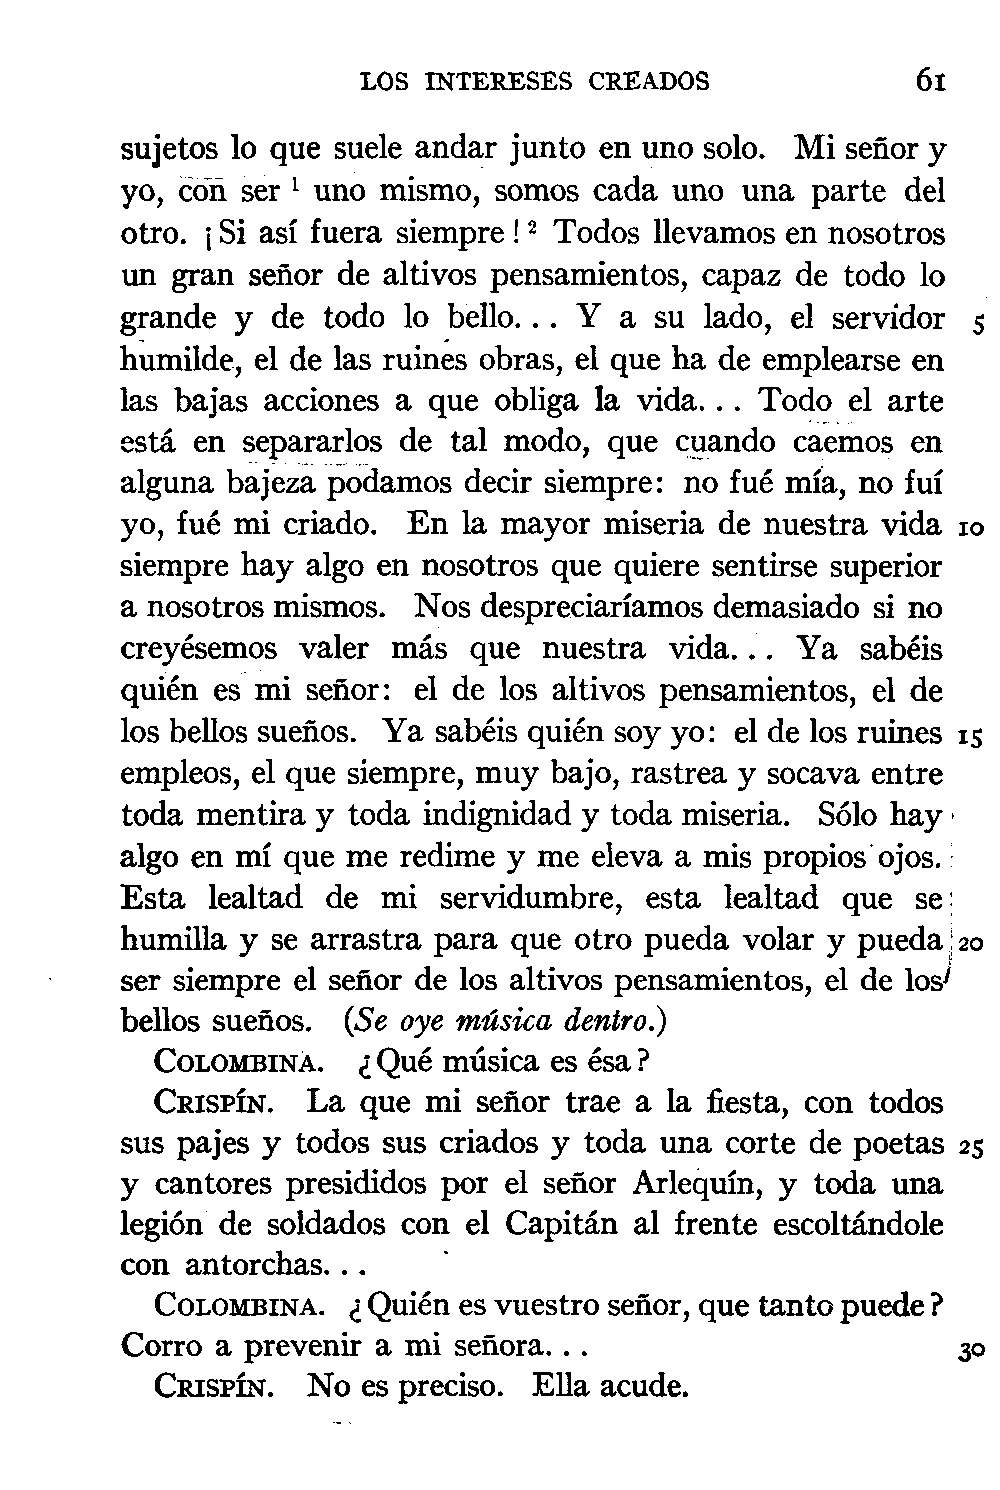 LOS INTERESES CREADOS 61
sujetos lo que suele andar junto en uno solo. Mi señor y
yo, con ser ¹ uno mismo, somos cada uno una parte del
otro. ¡Si así fuera siempre! ² Todos llevamos en nosotros
un gran señor de altivos pensamientos, capaz de todo lo
grande y de todo lo bello... Y a su lado, el servidor 5
humilde, el de las ruines obras, el que ha de emplearse en
las bajas acciones a que obliga la vida... Todo el arte
está en separarlos de tal modo, que cuando caemos en
alguna bajeza podamos decir siempre: no fué mía, no fuí
yo, fué mi criado. En la mayor miseria de nuestra vida 10
siempre hay algo en nosotros que quiere sentirse superior
a nosotros mismos. Nos despreciaríamos demasiado si no
creyésemos valer más que nuestra vida... Ya sabéis
quién es mi señor: el de los altivos pensamientos, el de
los bellos sueños. Ya sabéis quién soy yo: el de los ruines 15
empleos, el que siempre, muy bajo, rastrea y socava entre
toda mentira y toda indignidad y toda miseria. Sólo hay
algo en mí que me redime y me eleva a mis propios ojos.
Esta lealtad de mi servidumbre, esta lealtad que se
humilla y se arrastra para que otro pueda volar y pueda 20
ser siempre el señor de los altivos pensamientos, el de los
bellos sueños. (Se oye música dentro.)
COLOMBINA. ¿Qué música es ésa?
CRISPÍN. La que mi señor trae a la fiesta, con todos
sus pajes y todos sus criados y toda una corte de poetas 25
y cantores presididos por el señor Arlequín, y toda una
legión de soldados con el Capitán al frente escoltándole
con antorchas...
COLOMBINA. ¿Quién es vuestro señor, que tanto puede?
Corro a prevenir a mi señora... 30
CRISPÍN. No es preciso. Ella acude.